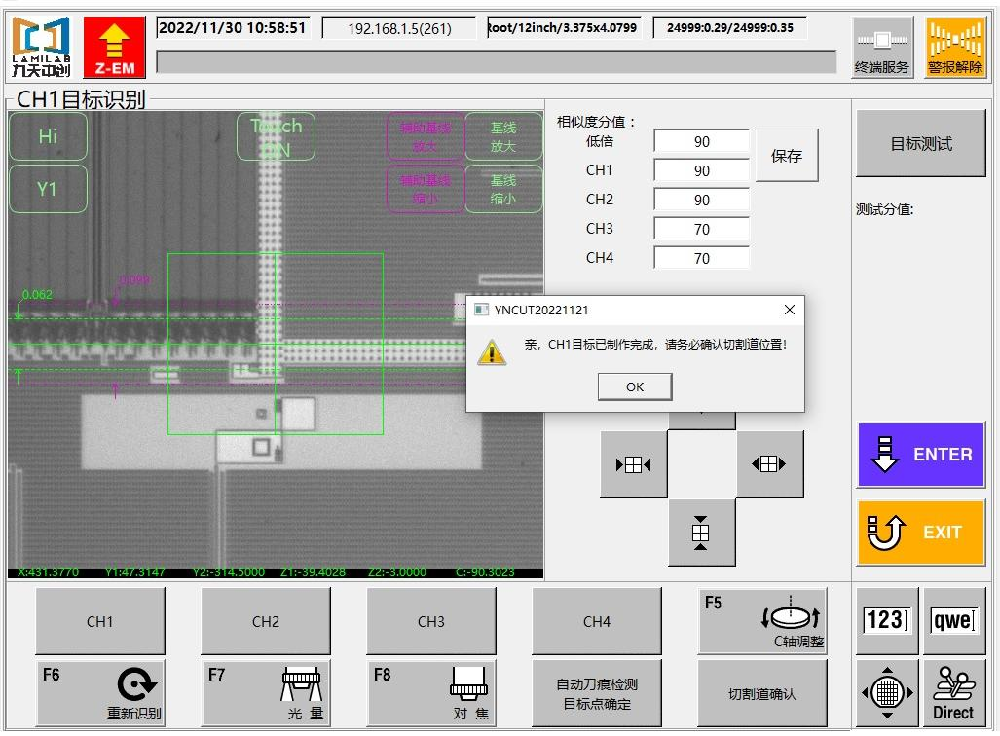 LAMILAB
九天中创
Z-EM
2022/11/30 10:58:51
192.168.1.5(261)
Root/12inch/3.375x4.0799
24999:0.29/24999:0.35
终端服务
警报解除
CH1目标识别
Hi
Touch
ON
辅助基线
放大
基线
放大
Y1
辅助基线
缩小
基线
缩小
0.099
0.062
X:431.3770 Y1:47.3147 Y2:-314.5000 Z1:-39.4028 Z2:-3.0000 C:-90.3023
相似度分值：
低倍 90
CH1 90
CH2 90
CH3 70
CH4 70
保存
目标测试
测试分值:
YNCUT20221121
亲，CH1目标已制作完成，请务必确认切割道位置！
OK
ENTER
EXIT
CH1
CH2
CH3
CH4
F5
C轴调整
123
qwe
F6
重新识别
F7
光 量
F8
对 焦
自动刀痕检测
目标点确定
切割道确认
Direct